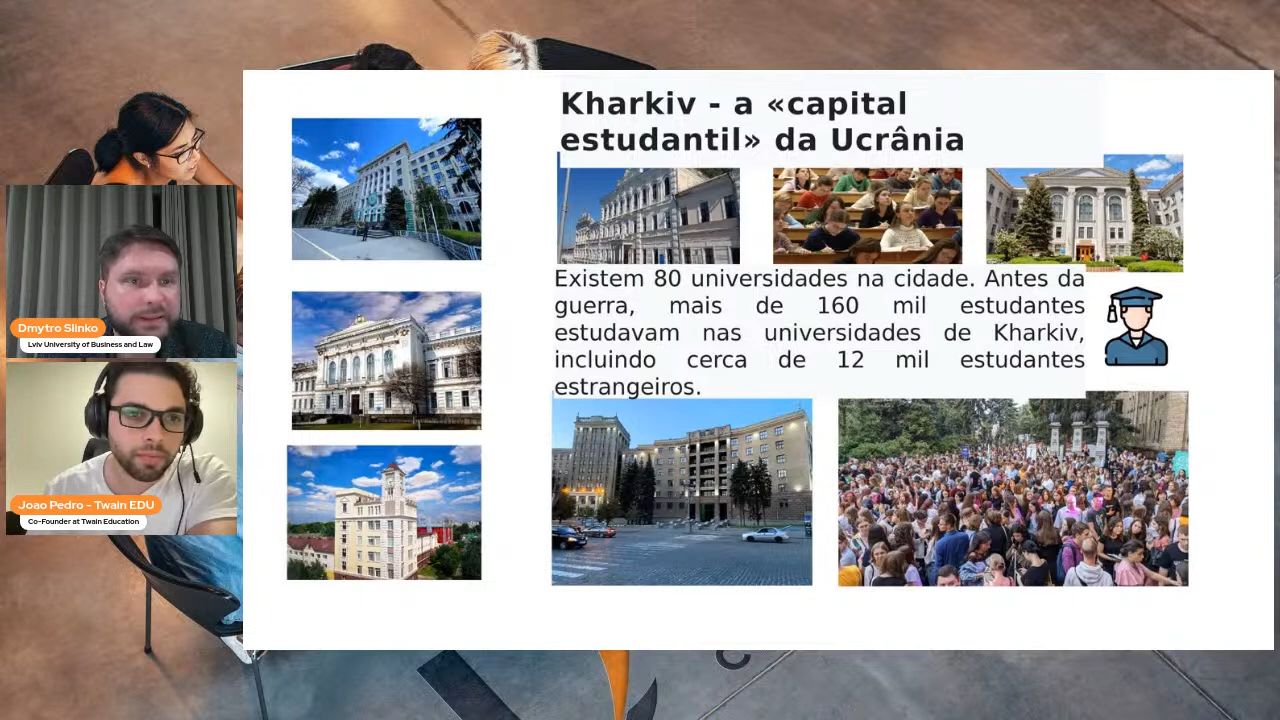 Kharkiv - a «capital
estudantil» da Ucrânia
Existem 80 universidades na cidade. Antes da
guerra, mais de 160 mil estudantes
estudavam nas universidades de Kharkiv,
incluindo cerca de 12 mil estudantes
estrangeiros.
Dmytro Slinko
Lviv University of Business and Law
Joao Pedro - Twain EDU
Co-Founder at Twain Education